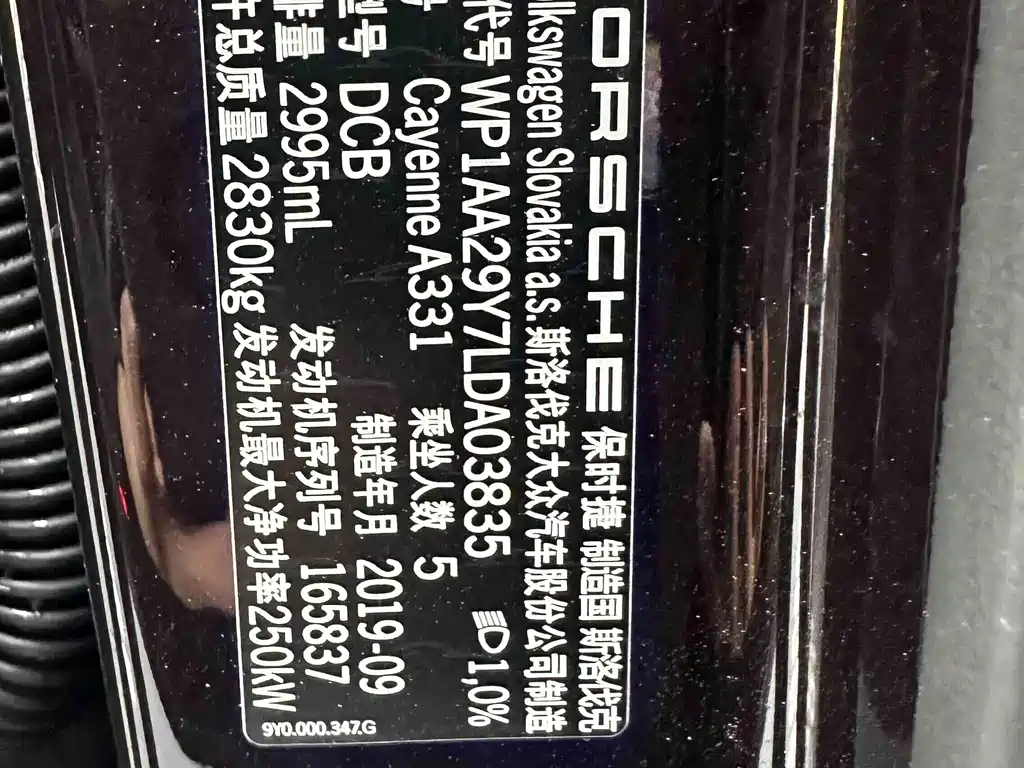 ORSCHE 保时捷 制造国 斯洛伐克
olkswagen Slovakia a.s. 斯洛伐克大众汽车股份公司制造
代号 WP1AA29Y7LDA03835 1,0%
号 Cayenne A331 乘坐人数 5
型号 DCB 制造年月 2019-09
排量 2995mL 发动机序列号 165837
许总质量 2830kg 发动机最大净功率250kW
9Y0.000.347.G